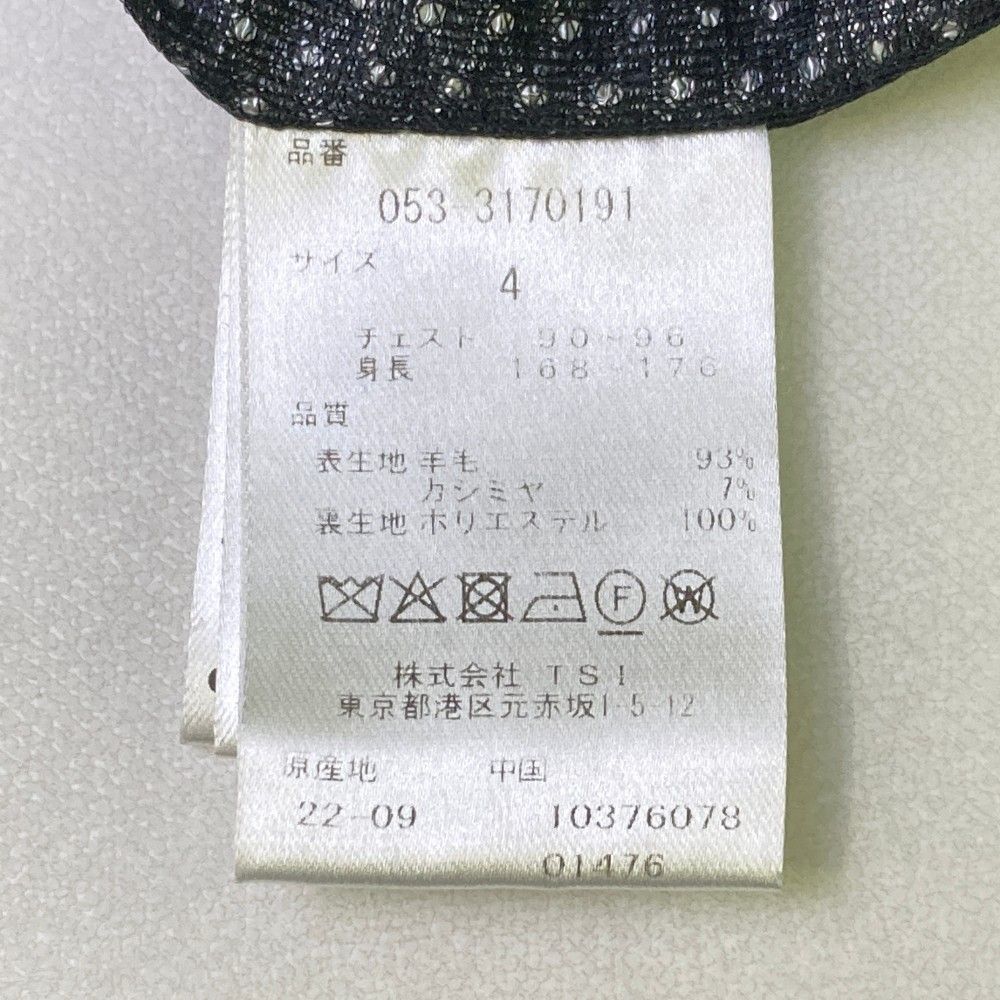 品番
053-3170191
サイズ
4
チェスト 90~96
身長 168~176
品質
表生地 羊毛 93%
カシミヤ 7%
裏生地 ポリエステル 100%
F W
株式会社 TSI
東京都港区元赤坂1-5-12
原産地 中国
22-09 10376078
01476